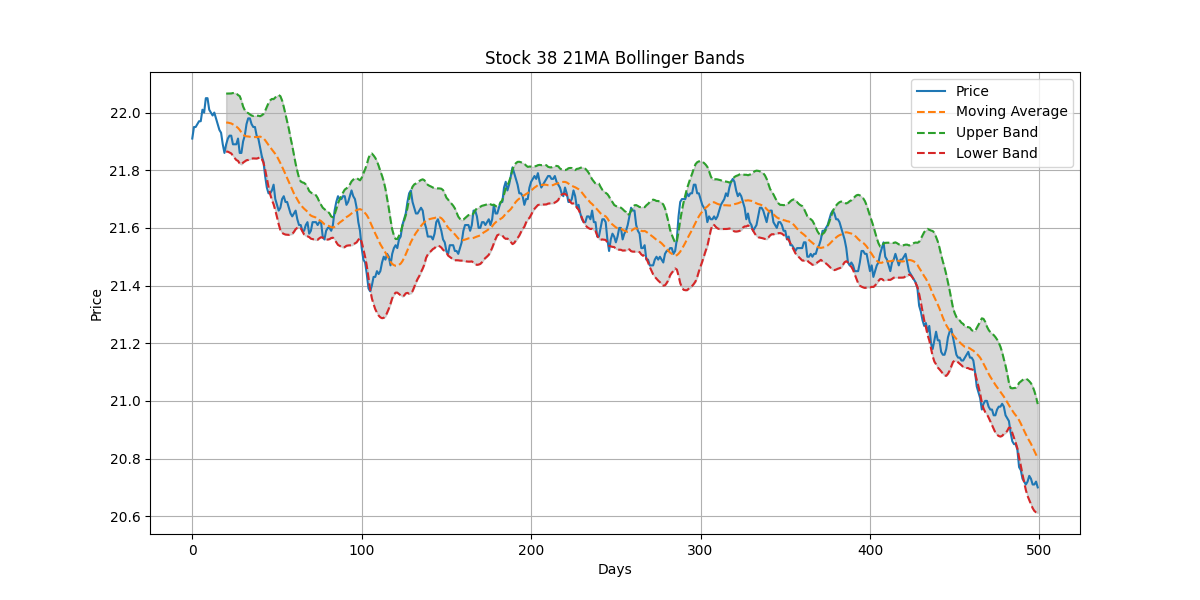 Stock 38 21MA Bollinger Bands
Price
Moving Average
Upper Band
Lower Band
22.0
21.8
21.6
21.4
21.2
21.0
20.8
20.6
Price
0
100
200
300
400
500
Days